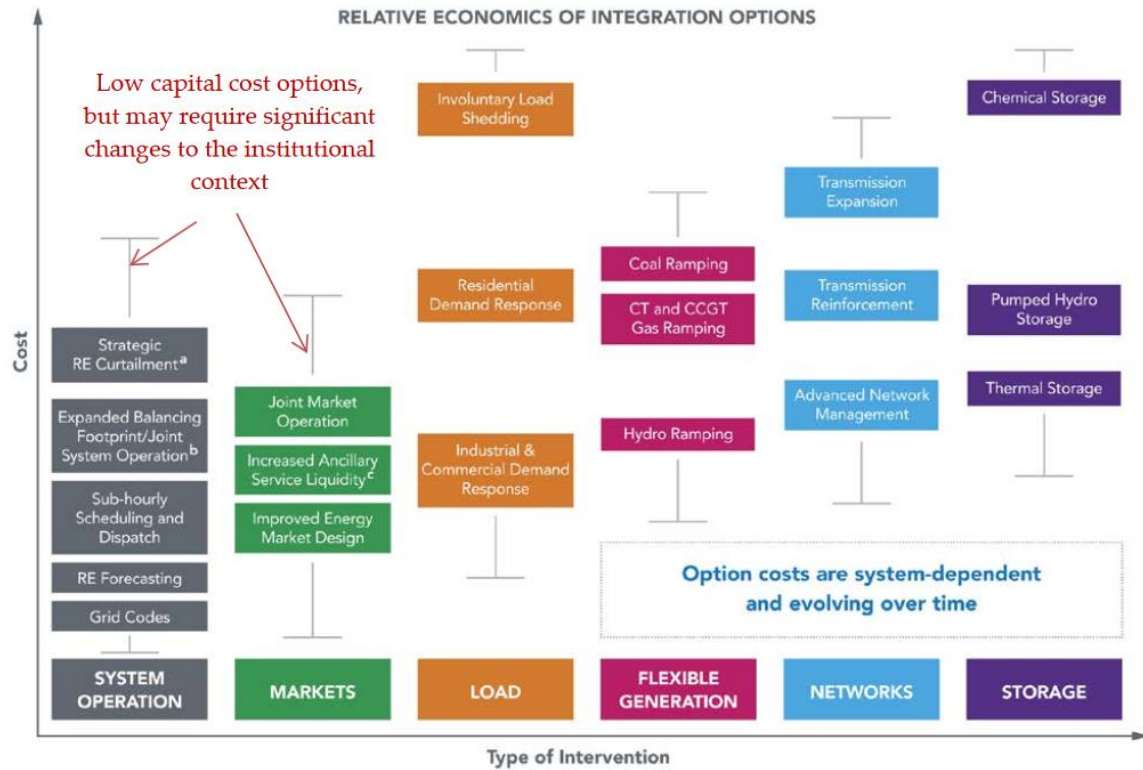 RELATIVE ECONOMICS OF INTEGRATION OPTIONS
Low capital cost options,
but may require significant
changes to the institutional
context
Cost
Strategic
RE Curtailmentᵃ
Expanded Balancing
Footprint/Joint
System Operationᵇ
Sub-hourly
Scheduling and
Dispatch
RE Forecasting
Grid Codes
SYSTEM
OPERATION
Joint Market
Operation
Increased Ancillary
Service Liquidityᶜ
Improved Energy
Market Design
MARKETS
Involuntary Load
Shedding
Residential
Demand Response
Industrial &
Commercial Demand
Response
LOAD
Coal Ramping
CT and CCGT
Gas Ramping
Hydro Ramping
FLEXIBLE
GENERATION
Transmission
Expansion
Transmission
Reinforcement
Advanced Network
Management
NETWORKS
Chemical Storage
Pumped Hydro
Storage
Thermal Storage
STORAGE
Option costs are system-dependent
and evolving over time
Type of Intervention